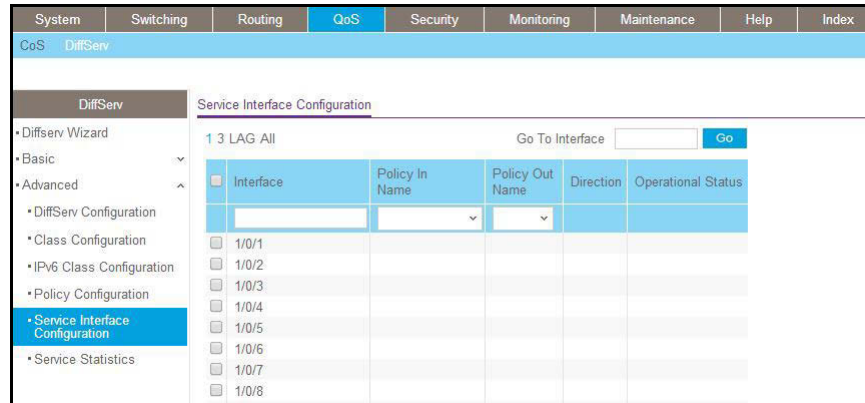 System Switching Routing QoS Security Monitoring Maintenance Help Index
CoS DiffServ
DiffServ
Diffserv Wizard
Basic
Advanced
DiffServ Configuration
Class Configuration
IPv6 Class Configuration
Policy Configuration
Service Interface
Configuration
Service Statistics
Service Interface Configuration
1 3 LAG All Go To Interface Go
Interface Policy In Name Policy Out Name Direction Operational Status
1/0/1
1/0/2
1/0/3
1/0/4
1/0/5
1/0/6
1/0/7
1/0/8